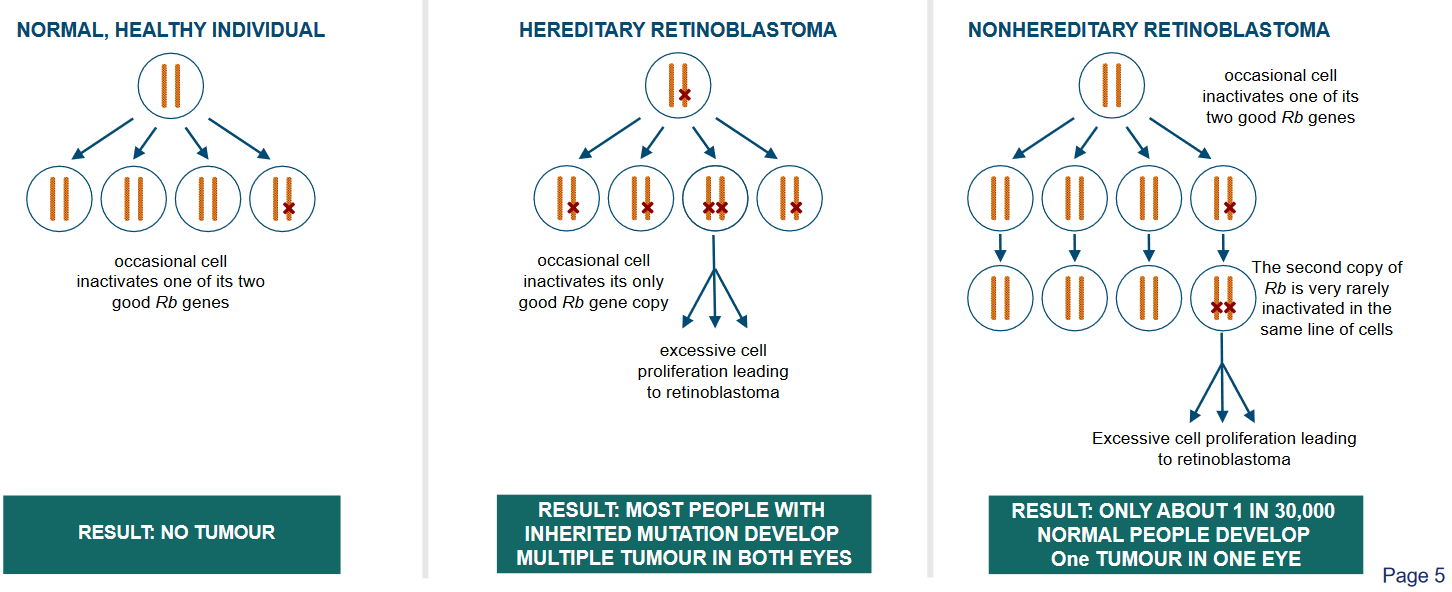 NORMAL, HEALTHY INDIVIDUAL
occasional cell
inactivates one of its two
good Rb genes
RESULT: NO TUMOUR
HEREDITARY RETINOBLASTOMA
occasional cell
inactivates its only
good Rb gene copy
excessive cell
proliferation leading
to retinoblastoma
RESULT: MOST PEOPLE WITH
INHERITED MUTATION DEVELOP
MULTIPLE TUMOUR IN BOTH EYES
NONHEREDITARY RETINOBLASTOMA
occasional cell
inactivates one of its
two good Rb genes
The second copy of
Rb is very rarely
inactivated in the
same line of cells
Excessive cell proliferation leading
to retinoblastoma
RESULT: ONLY ABOUT 1 IN 30,000
NORMAL PEOPLE DEVELOP
One TUMOUR IN ONE EYE
Page 5